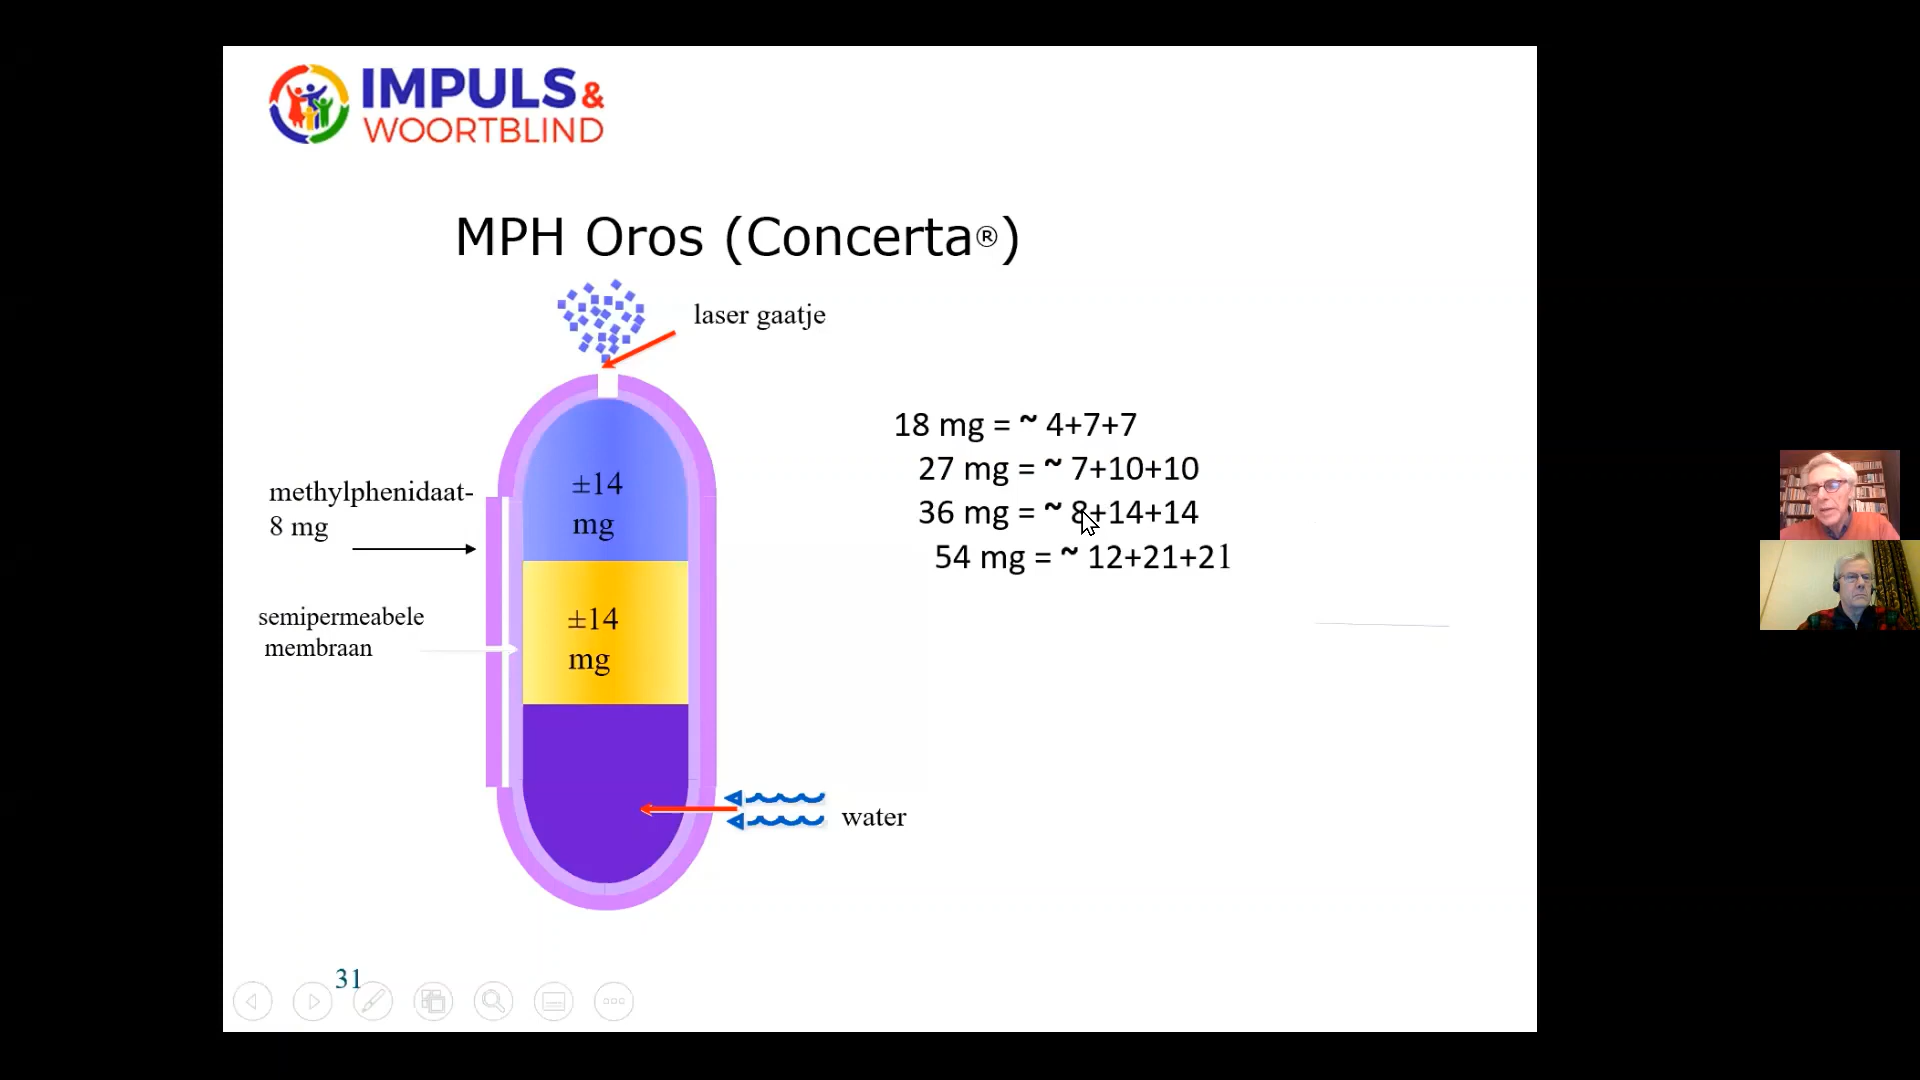 IMPULS &
WOORTBLIND
MPH Oros (Concerta®)
laser gaatje
18 mg = ~ 4+7+7
27 mg = ~ 7+10+10
36 mg = ~ 8+14+14
54 mg = ~ 12+21+21
±14
mg
methylphenidaat-
8 mg
±14
mg
semipermeabele
membraan
water
31